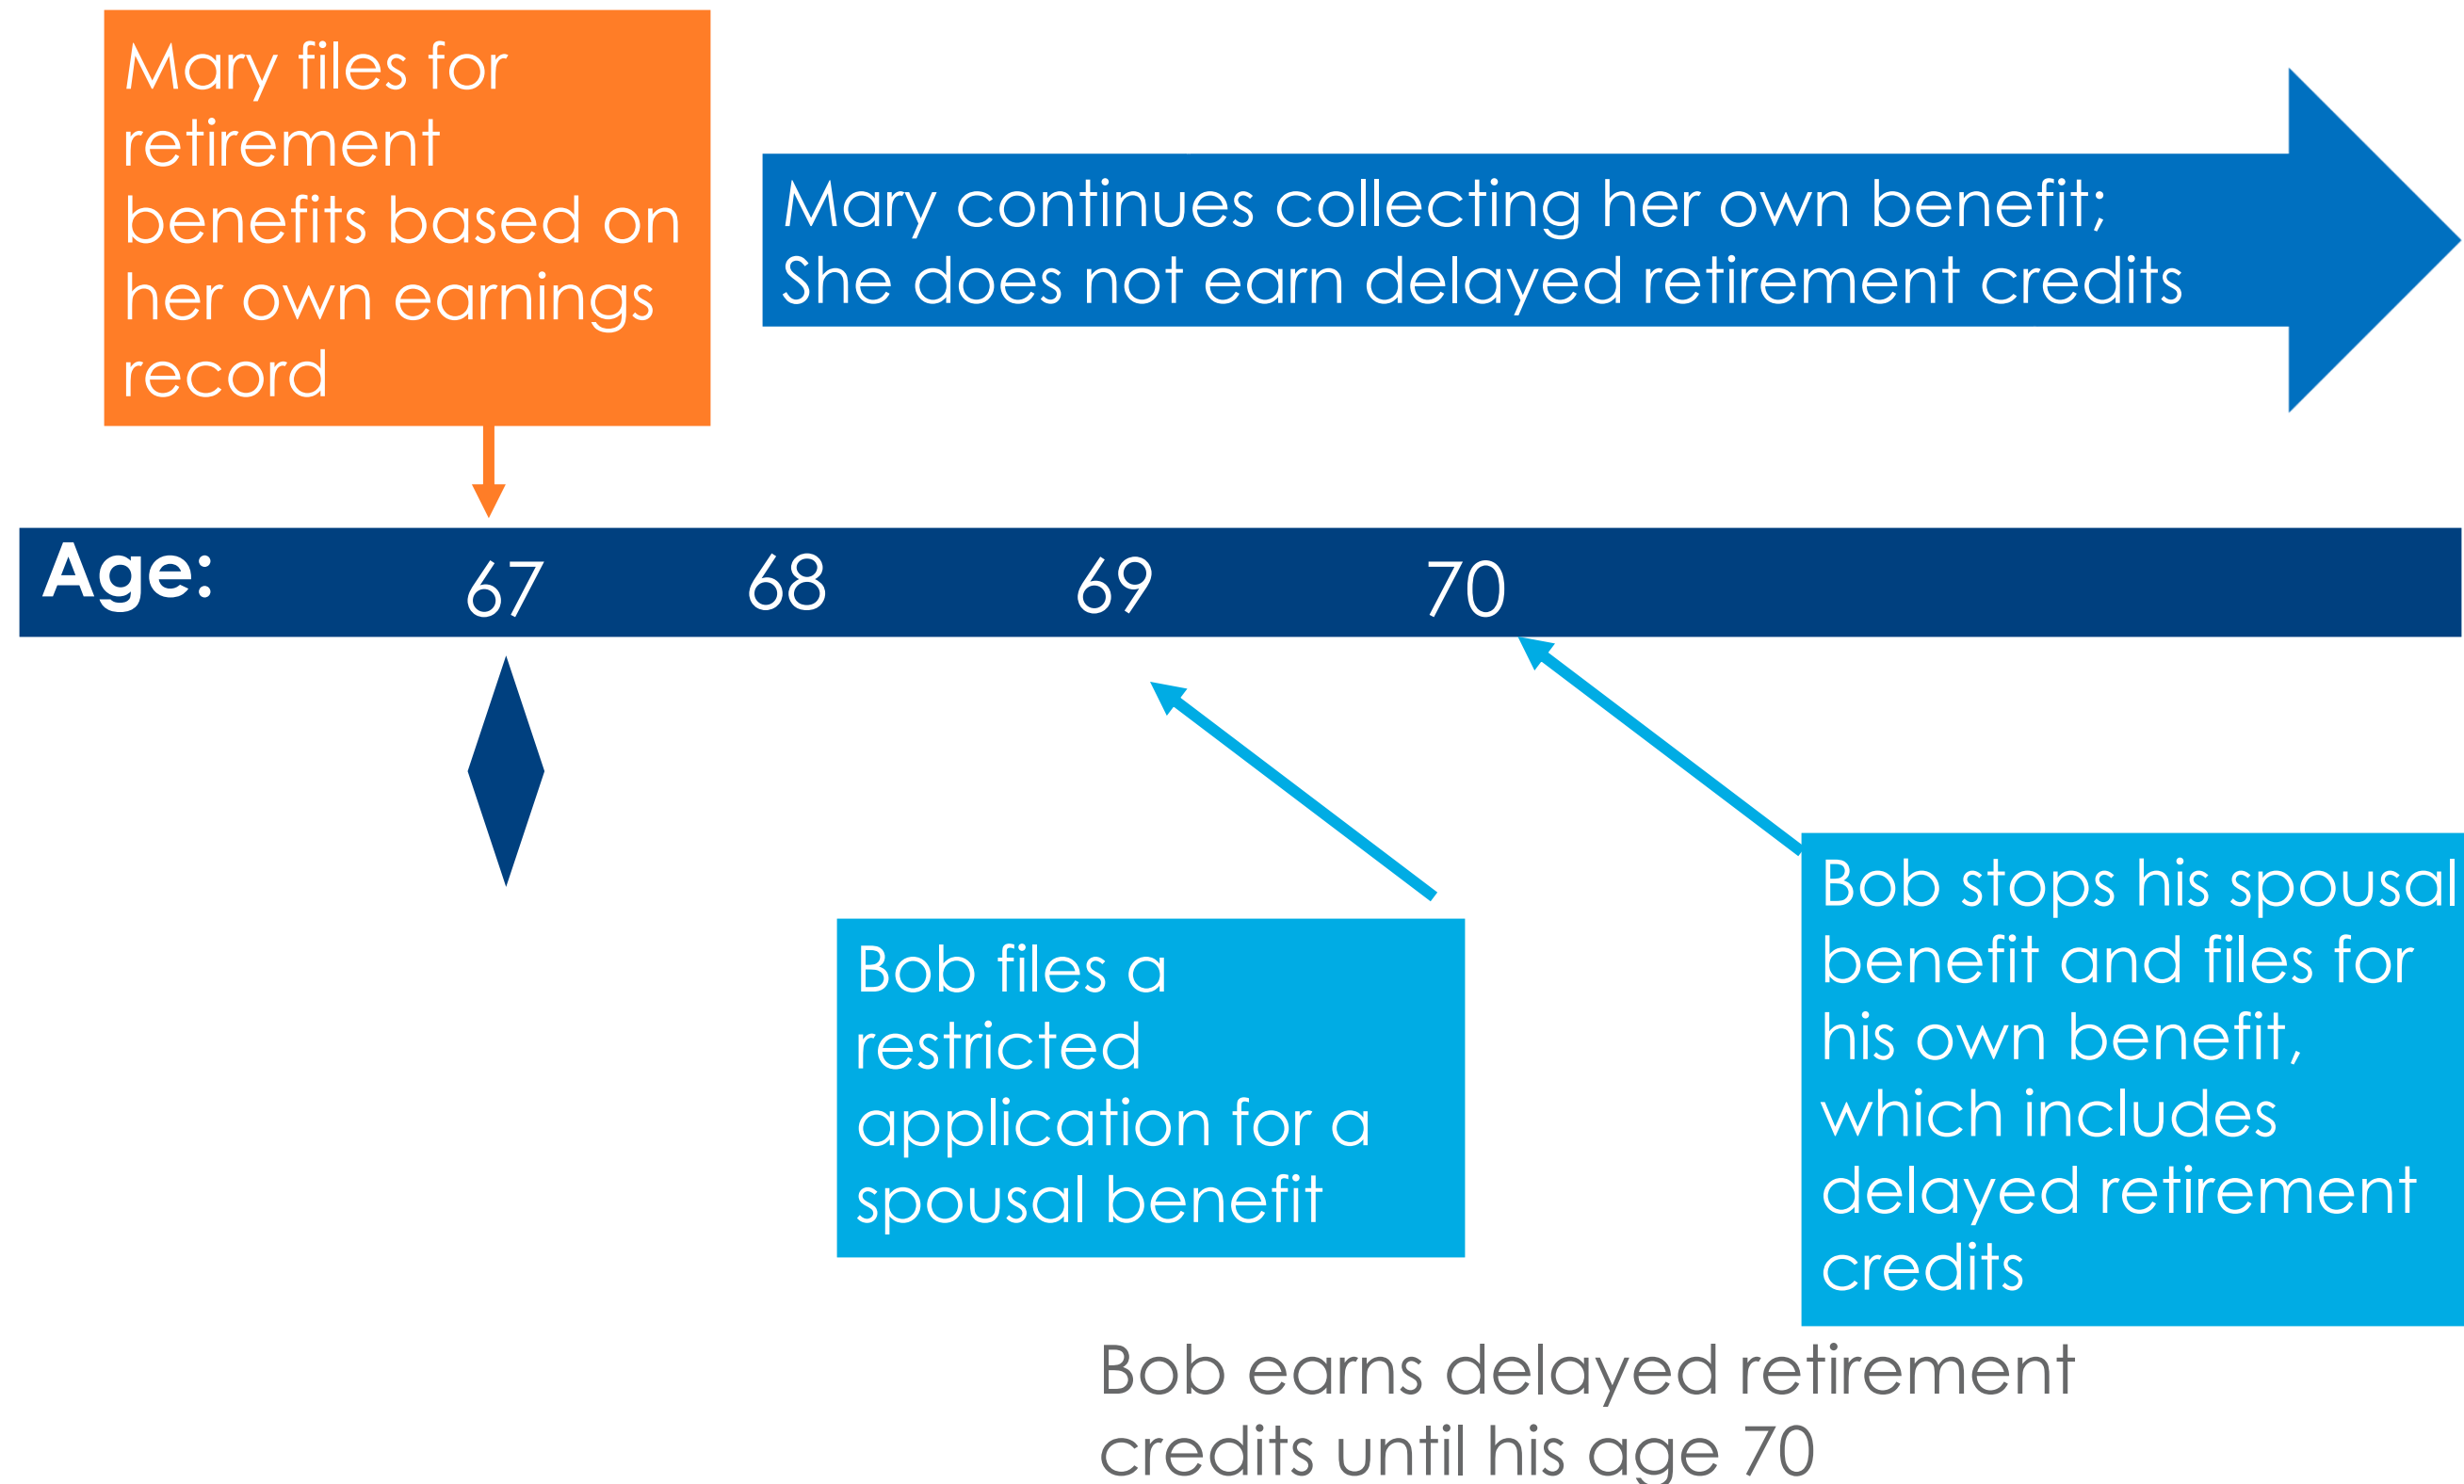 Mary files for
retirement
benefits based on
her own earnings
record
Mary continues collecting her own benefit;
She does not earn delayed retirement credits
Age: 67 68 69 70
Bob files a
restricted
application for a
spousal benefit
Bob stops his spousal
benefit and files for
his own benefit,
which includes
delayed retirement
credits
Bob earns delayed retirement
credits until his age 70